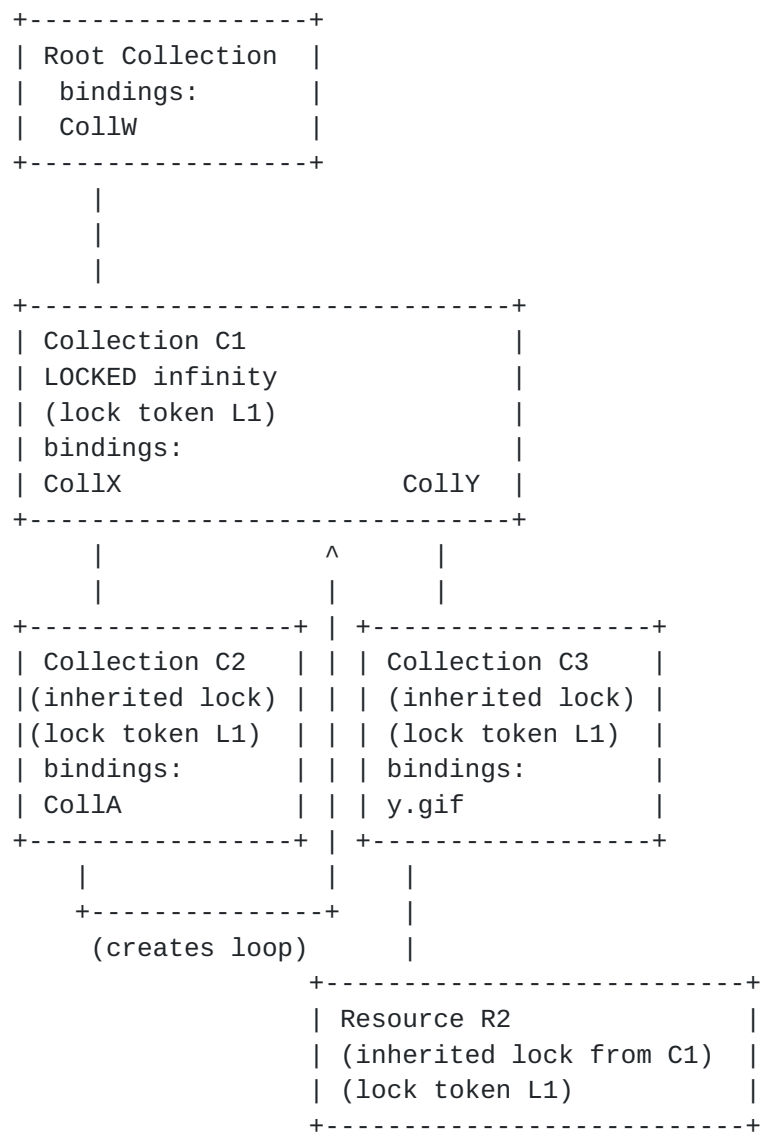 Root Collection
bindings:
CollW
Collection C1
LOCKED infinity
(lock token L1)
bindings:
CollX CollY
Collection C2
(inherited lock)
(lock token L1)
bindings:
CollA
Collection C3
(inherited lock)
(lock token L1)
bindings:
y.gif
(creates loop)
Resource R2
(inherited lock from C1)
(lock token L1)